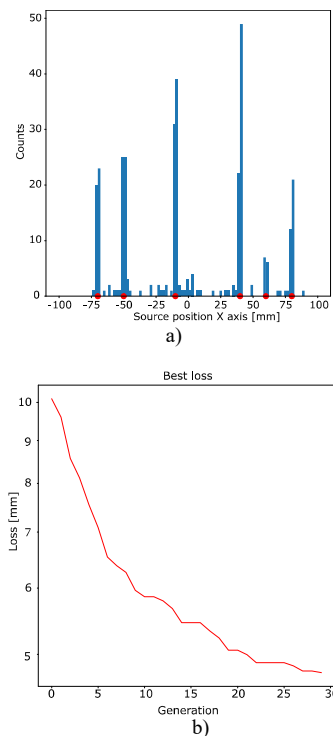 50
40
30
20
10
0
Counts
-100 -75 -50 -25 0 25 50 75 100
Source position X axis [mm]
a)
Best loss
10
9
8
7
6
5
Loss [mm]
0 5 10 15 20 25 30
Generation
b)